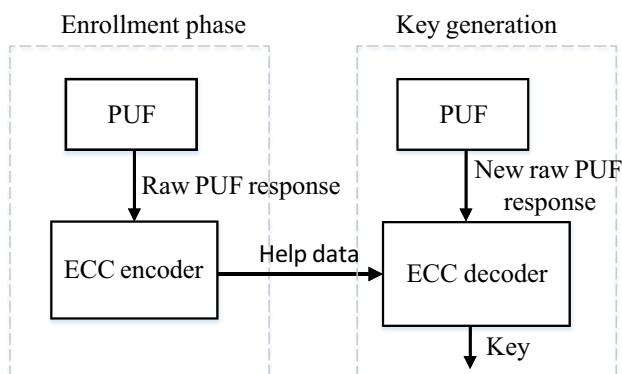 Enrollment phase
Key generation
PUF
PUF
Raw PUF response
New raw PUF
response
ECC encoder
Help data
ECC decoder
Key